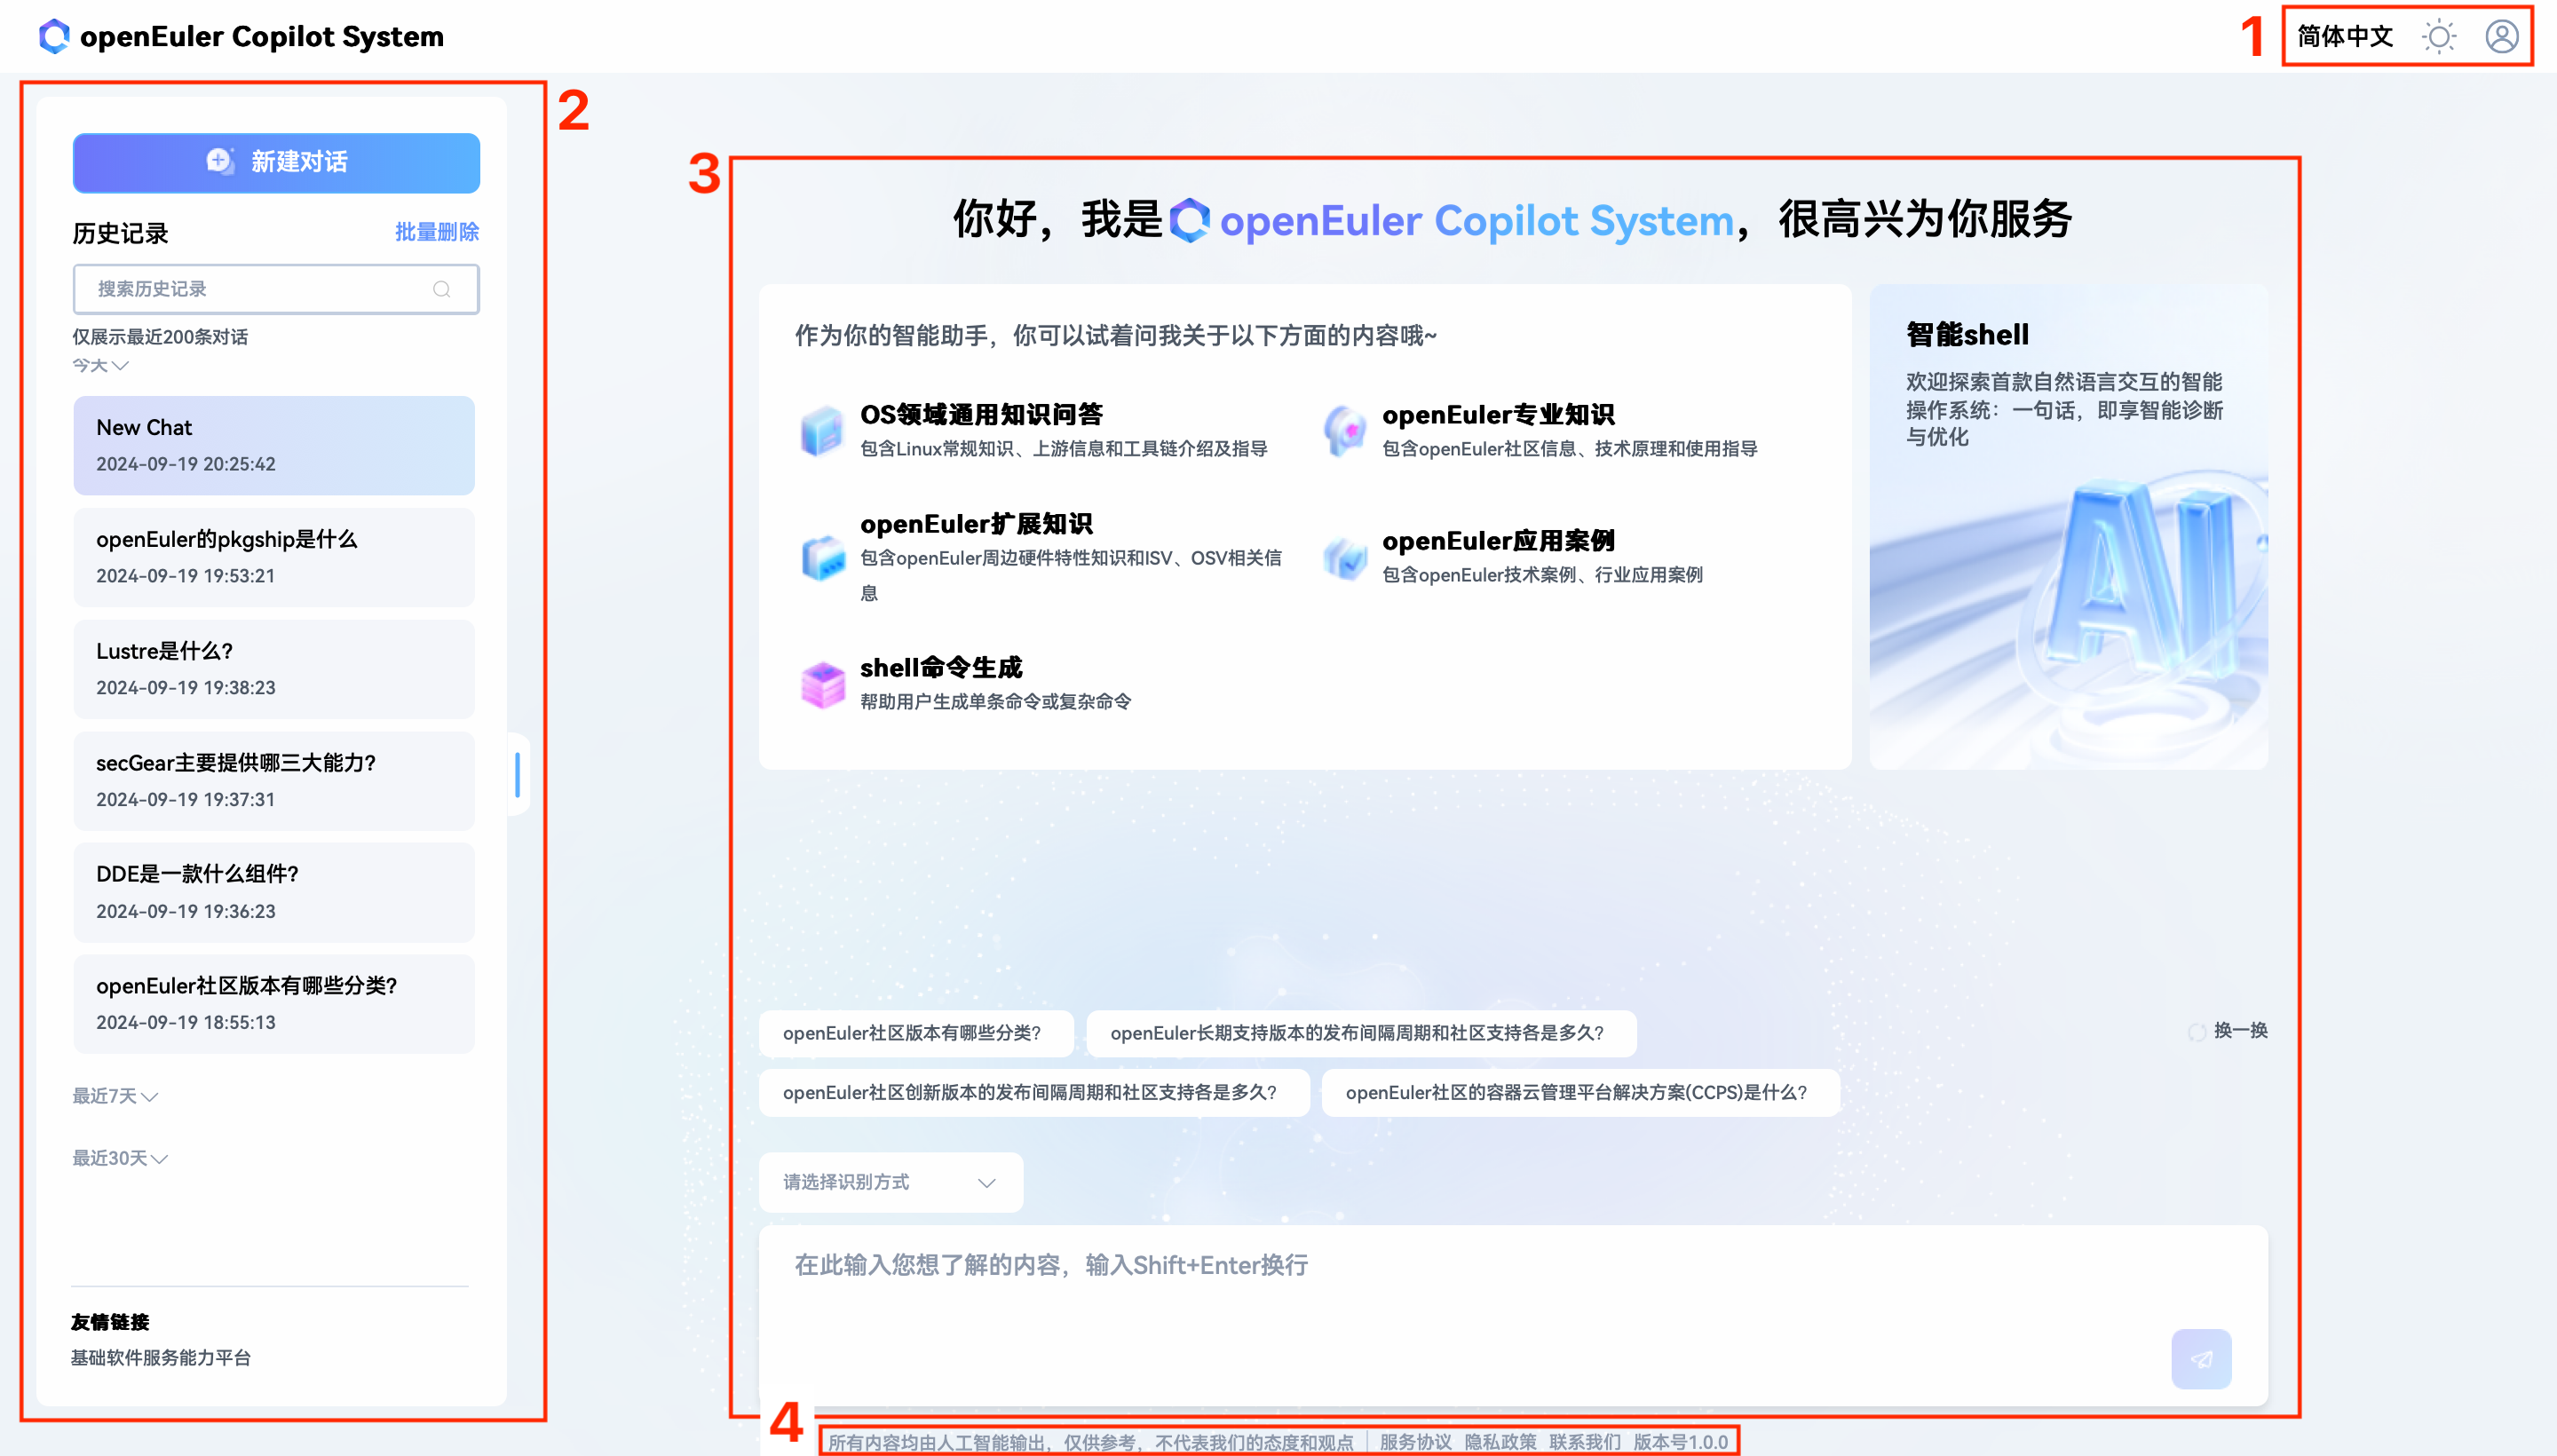 openEuler Copilot System
1
简体中文
2
新建对话
历史记录
批量删除
搜索历史记录
仅展示最近200条对话
今天
New Chat
2024-09-19 20:25:42
openEuler的pkgship是什么
2024-09-19 19:53:21
Lustre是什么?
2024-09-19 19:38:23
secGear主要提供哪三大能力?
2024-09-19 19:37:31
DDE是一款什么组件?
2024-09-19 19:36:23
openEuler社区版本有哪些分类?
2024-09-19 18:55:13
最近7天
最近30天
友情链接
基础软件服务能力平台
3
你好，我是 openEuler Copilot System，很高兴为你服务
作为你的智能助手，你可以试着问我关于以下方面的内容哦~
OS领域通用知识问答
包含Linux常规知识、上游信息和工具链介绍及指导
openEuler专业知识
包含openEuler社区信息、技术原理和使用指导
openEuler扩展知识
包含openEuler周边硬件特性知识和ISV、OSV相关信
息
openEuler应用案例
包含openEuler技术案例、行业应用案例
shell命令生成
帮助用户生成单条命令或复杂命令
智能shell
欢迎探索首款自然语言交互的智能
操作系统：一句话，即享智能诊断
与优化
AI
openEuler社区版本有哪些分类?
openEuler长期支持版本的发布间隔周期和社区支持各是多久?
换一换
openEuler社区创新版本的发布间隔周期和社区支持各是多久?
openEuler社区的容器云管理平台解决方案(CCPS)是什么?
请选择识别方式
在此输入您想了解的内容，输入Shift+Enter换行
4
所有内容均由人工智能输出，仅供参考，不代表我们的态度和观点 | 服务协议 隐私政策 联系我们 版本号1.0.0